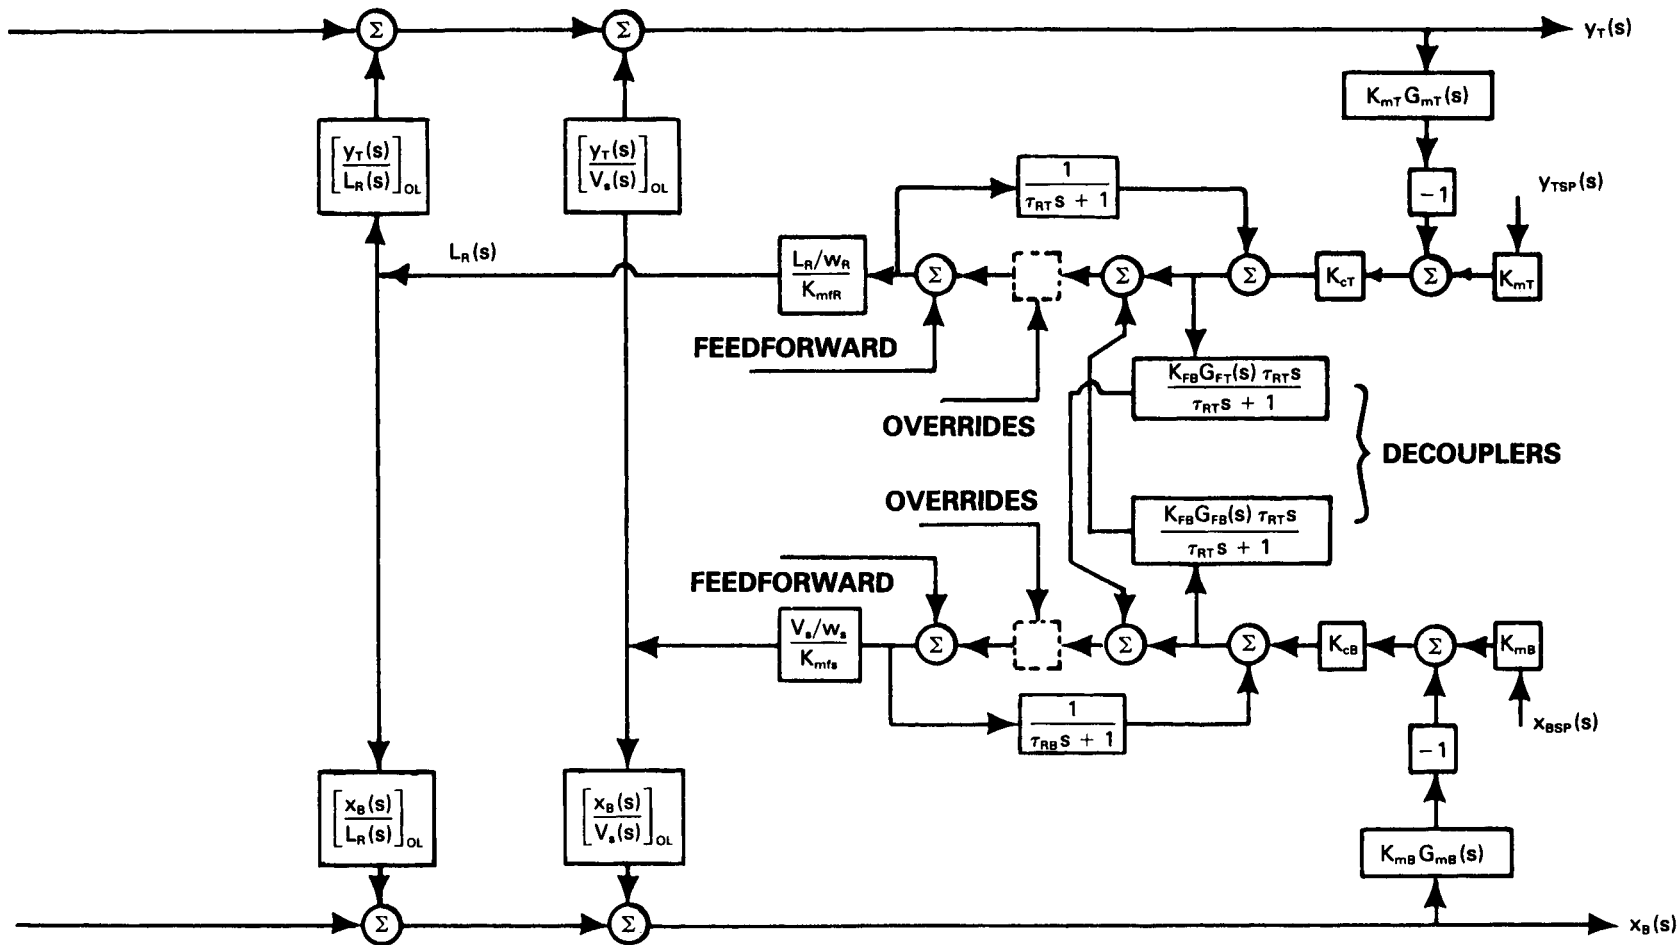 Σ
Σ
y_T(s)
K_mT G_mT(s)
[y_T(s) / L_R(s)]_OL
[y_T(s) / V_s(s)]_OL
1 / τ_RT s + 1
-1
y_TSP(s)
L_R(s)
L_R/w_R / K_mfR
Σ
Σ
Σ
K_cT
Σ
K_mT
FEEDFORWARD
K_FB G_FT(s) τ_RT s / τ_RT s + 1
OVERRIDES
DECOUPLERS
OVERRIDES
K_FB G_FB(s) τ_RT s / τ_RT s + 1
FEEDFORWARD
V_s/w_s / K_mfs
Σ
Σ
Σ
K_cB
Σ
K_mB
1 / τ_RB s + 1
x_BSP(s)
-1
[x_B(s) / L_R(s)]_OL
[x_B(s) / V_s(s)]_OL
K_mB G_mB(s)
Σ
Σ
x_B(s)